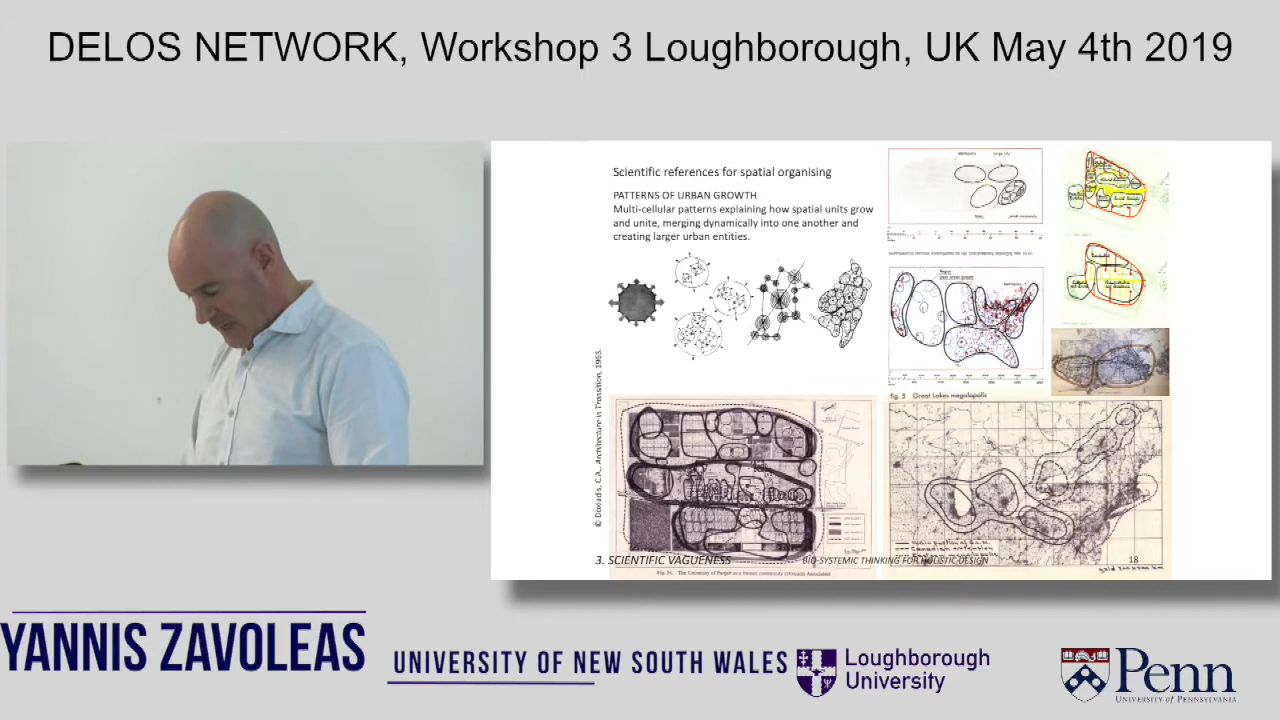 DELOS NETWORK, Workshop 3 Loughborough, UK May 4th 2019
Scientific references for spatial organising
PATTERNS OF URBAN GROWTH
Multi-cellular patterns explaining how spatial units grow
and unite, merging dynamically into one another and
creating larger urban entities.
© Doxiadis, C.A., Architecture in Transition, 1963.
fig. 5 Great Lakes megalopolis
3. SCIENTIFIC VAGUENESS
BIO-SYSTEMIC THINKING FOR HOLISTIC DESIGN
18
YANNIS ZAVOLEAS
UNIVERSITY OF NEW SOUTH WALES
Loughborough
University
Penn
UNIVERSITY OF PENNSYLVANIA